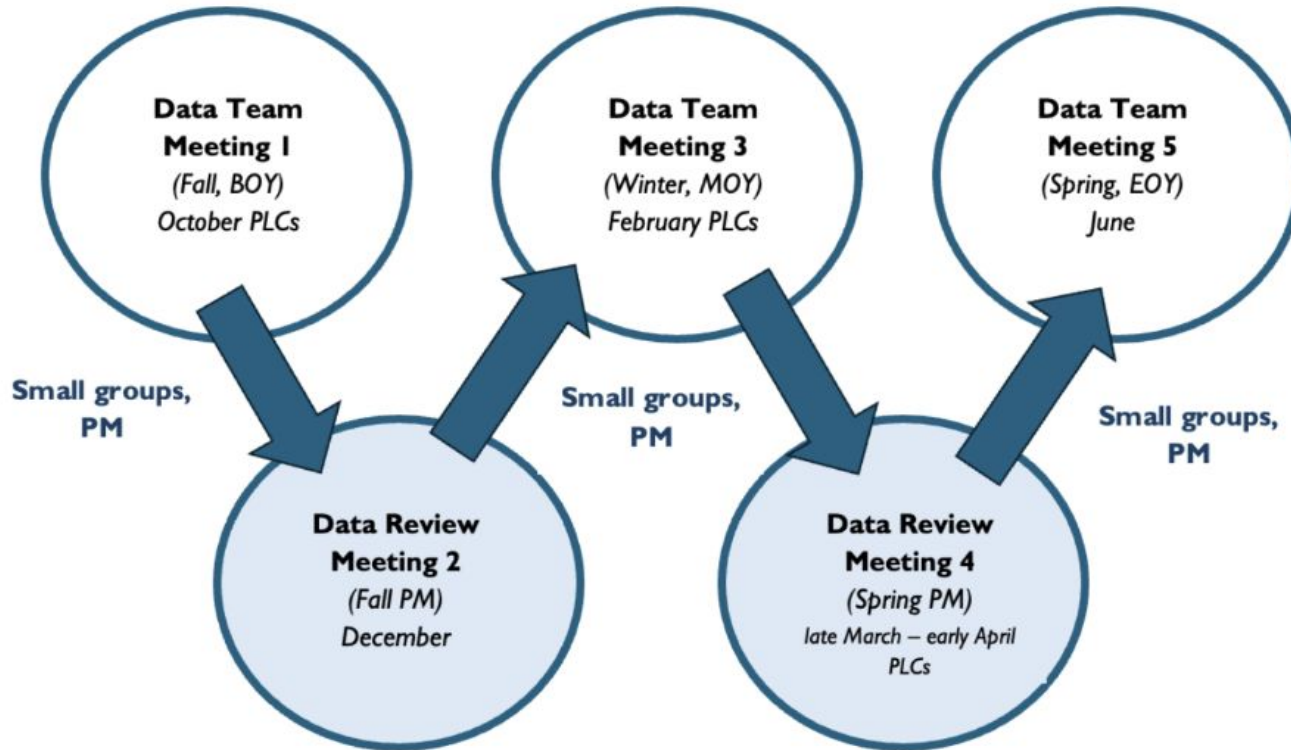 Data Team
Meeting 1
(Fall, BOY)
October PLCs
Data Team
Meeting 3
(Winter, MOY)
February PLCs
Data Team
Meeting 5
(Spring, EOY)
June
Small groups,
PM
Small groups,
PM
Small groups,
PM
Data Review
Meeting 2
(Fall PM)
December
Data Review
Meeting 4
(Spring PM)
late March – early April
PLCs